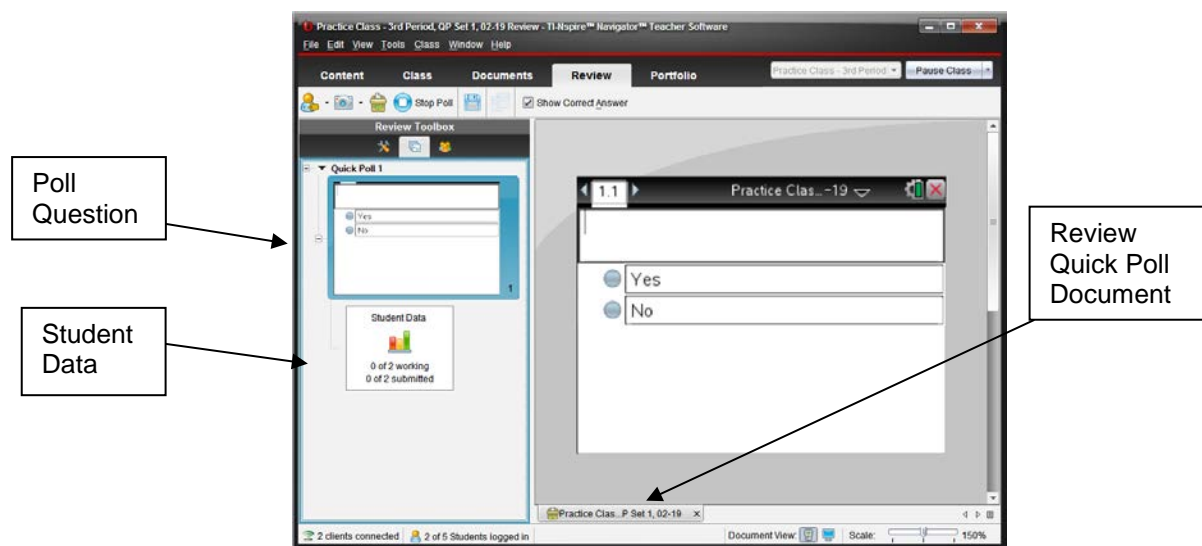 Practice Class - 3rd Period, QP Set 1, 02-19 Review - TI-Nspire™ Navigator™ Teacher Software
File Edit View Tools Class Window Help
Content Class Documents Review Portfolio Practice Class - 3rd Period Pause Class
Stop Poll Show Correct Answer
Review Toolbox
Quick Poll 1
Yes
No
1
Student Data
0 of 2 working
0 of 2 submitted
1.1 Practice Clas...-19
Yes
No
Practice Clas...P Set 1, 02-19 x
2 clients connected 2 of 5 Students logged in Document View: Scale: 150%
Poll
Question
Student
Data
Review
Quick Poll
Document